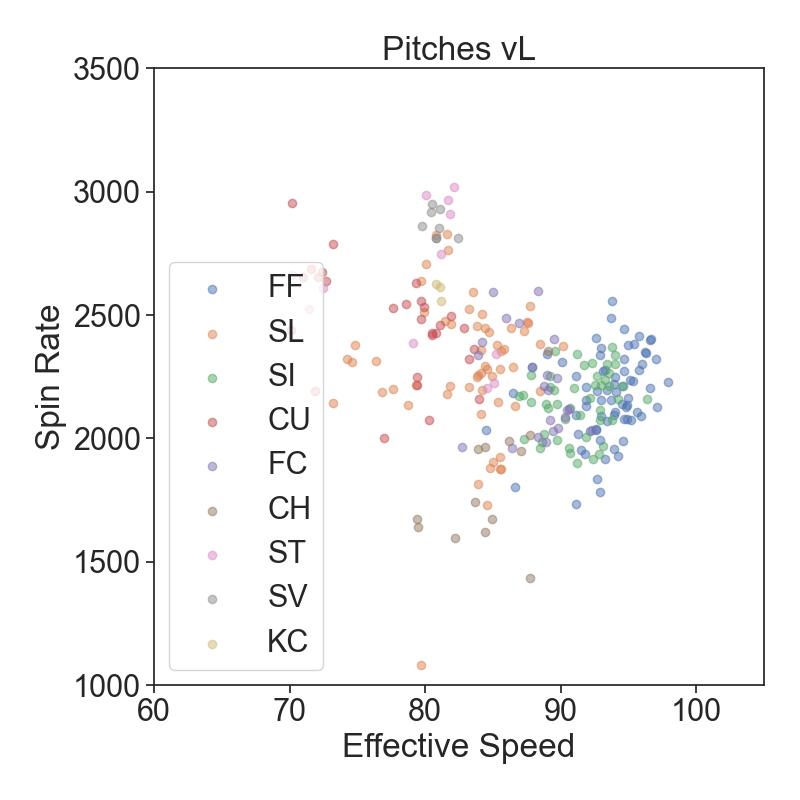 Pitches vL
Spin Rate
3500
3000
2500
2000
1500
1000
FF
SL
SI
CU
FC
CH
ST
SV
KC
60 70 80 90 100
Effective Speed